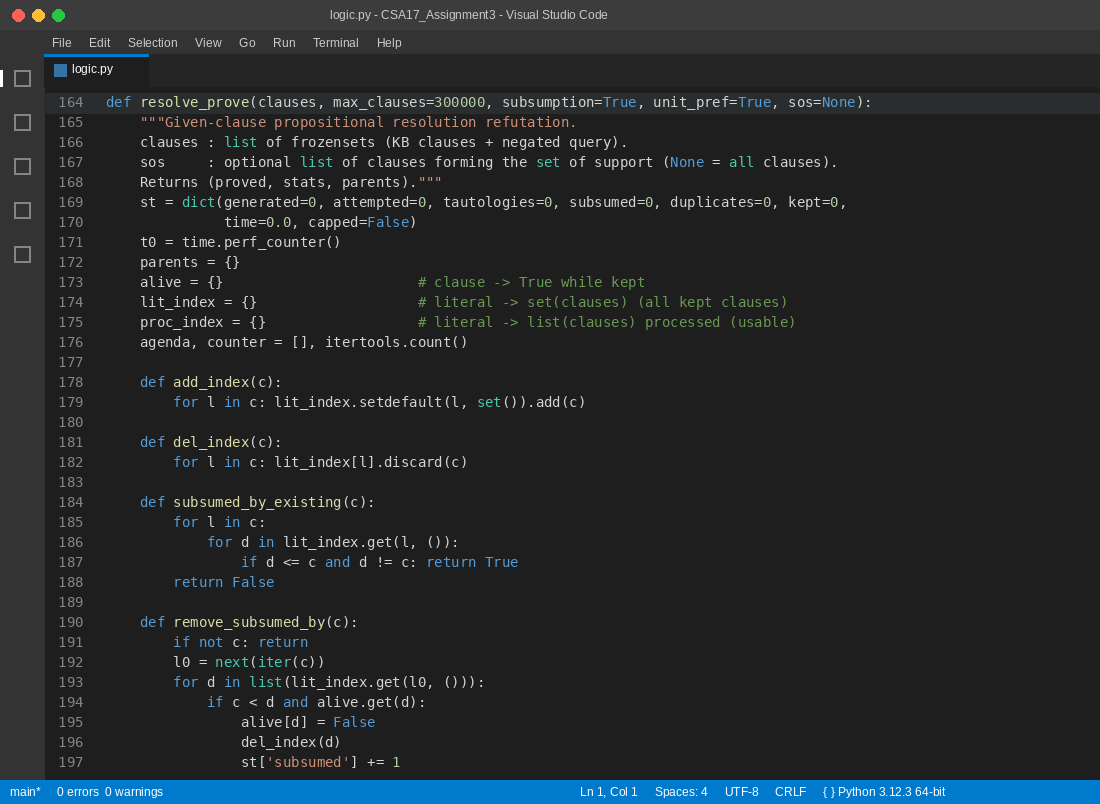 logic.py - CSA17_Assignment3 - Visual Studio Code
File Edit Selection View Go Run Terminal Help
logic.py
164 def resolve_prove(clauses, max_clauses=300000, subsumption=True, unit_pref=True, sos=None):
165     """Given-clause propositional resolution refutation.
166     clauses : list of frozensets (KB clauses + negated query).
167     sos     : optional list of clauses forming the set of support (None = all clauses).
168     Returns (proved, stats, parents)."""
169     st = dict(generated=0, attempted=0, tautologies=0, subsumed=0, duplicates=0, kept=0,
170               time=0.0, capped=False)
171     t0 = time.perf_counter()
172     parents = {}
173     alive = {}                       # clause -> True while kept
174     lit_index = {}                   # literal -> set(clauses) (all kept clauses)
175     proc_index = {}                  # literal -> list(clauses) processed (usable)
176     agenda, counter = [], itertools.count()
177
178     def add_index(c):
179         for l in c: lit_index.setdefault(l, set()).add(c)
180
181     def del_index(c):
182         for l in c: lit_index[l].discard(c)
183
184     def subsumed_by_existing(c):
185         for l in c:
186             for d in lit_index.get(l, ()):
187                 if d <= c and d != c: return True
188         return False
189
190     def remove_subsumed_by(c):
191         if not c: return
192         l0 = next(iter(c))
193         for d in list(lit_index.get(l0, ())):
194             if c < d and alive.get(d):
195                 alive[d] = False
196                 del_index(d)
197                 st['subsumed'] += 1
main* 0 errors 0 warnings Ln 1, Col 1 Spaces: 4 UTF-8 CRLF { } Python 3.12.3 64-bit